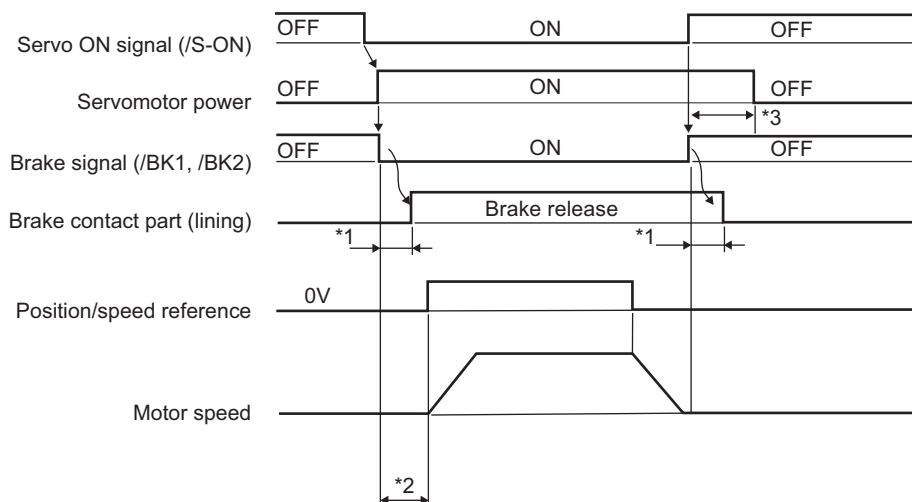 Servo ON signal (/S-ON) OFF ON OFF
Servomotor power OFF ON OFF
*3
Brake signal (/BK1, /BK2) OFF ON OFF
Brake contact part (lining) Brake release
*1 *1
Position/speed reference 0V
Motor speed
*2